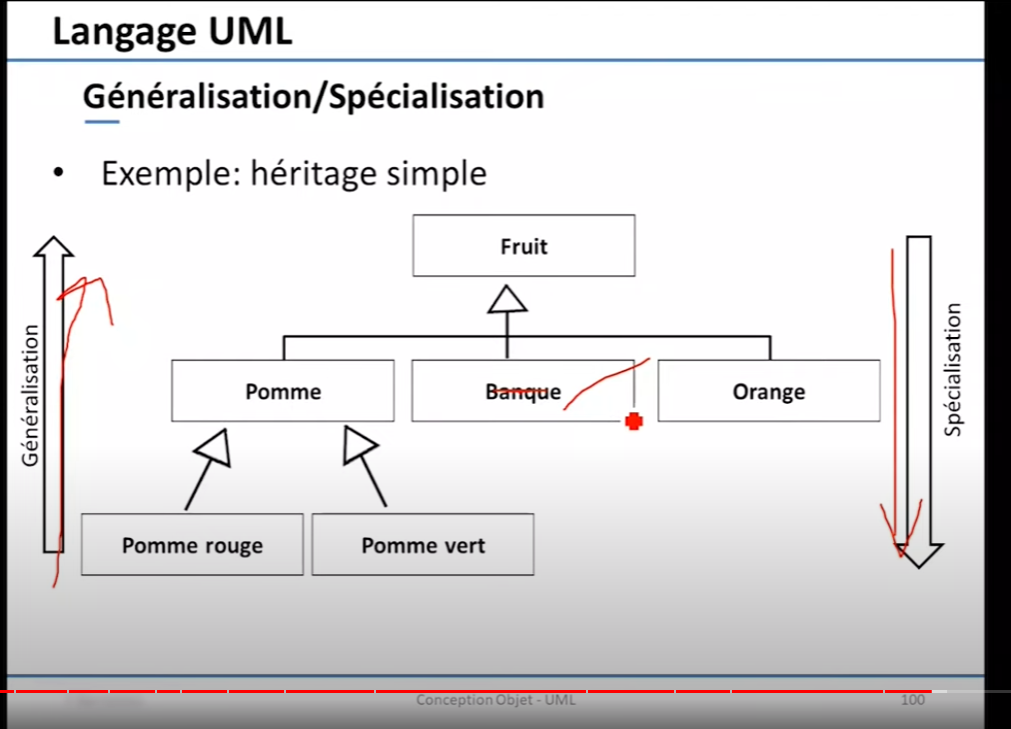 Langage UML
Généralisation/Spécialisation
• Exemple: héritage simple
Fruit
Généralisation
Spécialisation
Pomme
Banque
Orange
Pomme rouge
Pomme vert
Conception Objet - UML
100